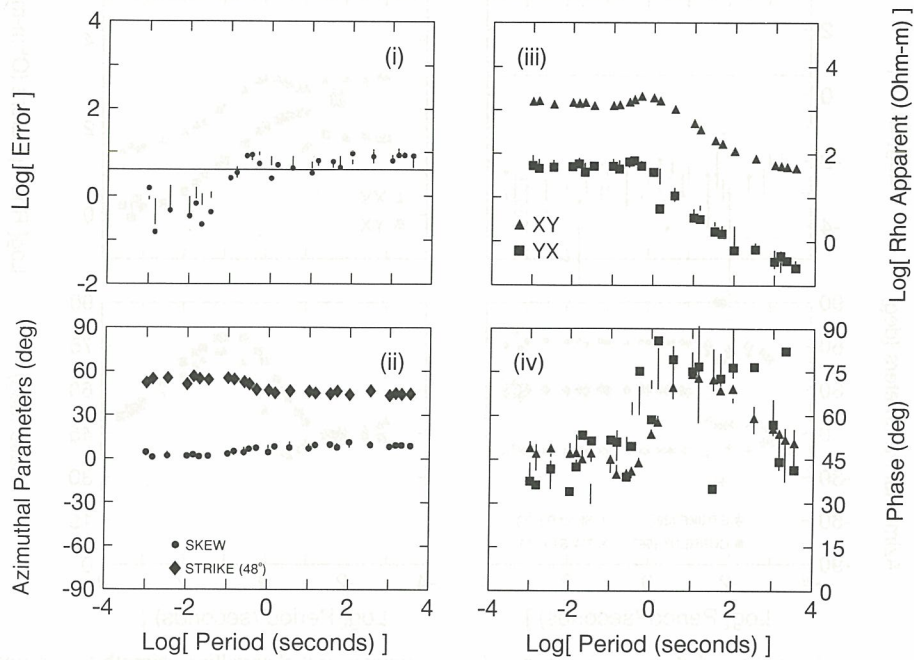 4
2
0
-2
Log[ Error ]
(i)
(iii)
4
2
0
Log[ Rho Apparent (Ohm-m) ]
XY
YX
90
60
30
0
-30
-60
-90
Azimuthal Parameters (deg)
(ii)
SKEW
STRIKE (48°)
-4
-2
0
2
4
Log[ Period (seconds) ]
(iv)
90
75
60
45
30
15
0
Phase (deg)
-4
-2
0
2
4
Log[ Period (seconds) ]